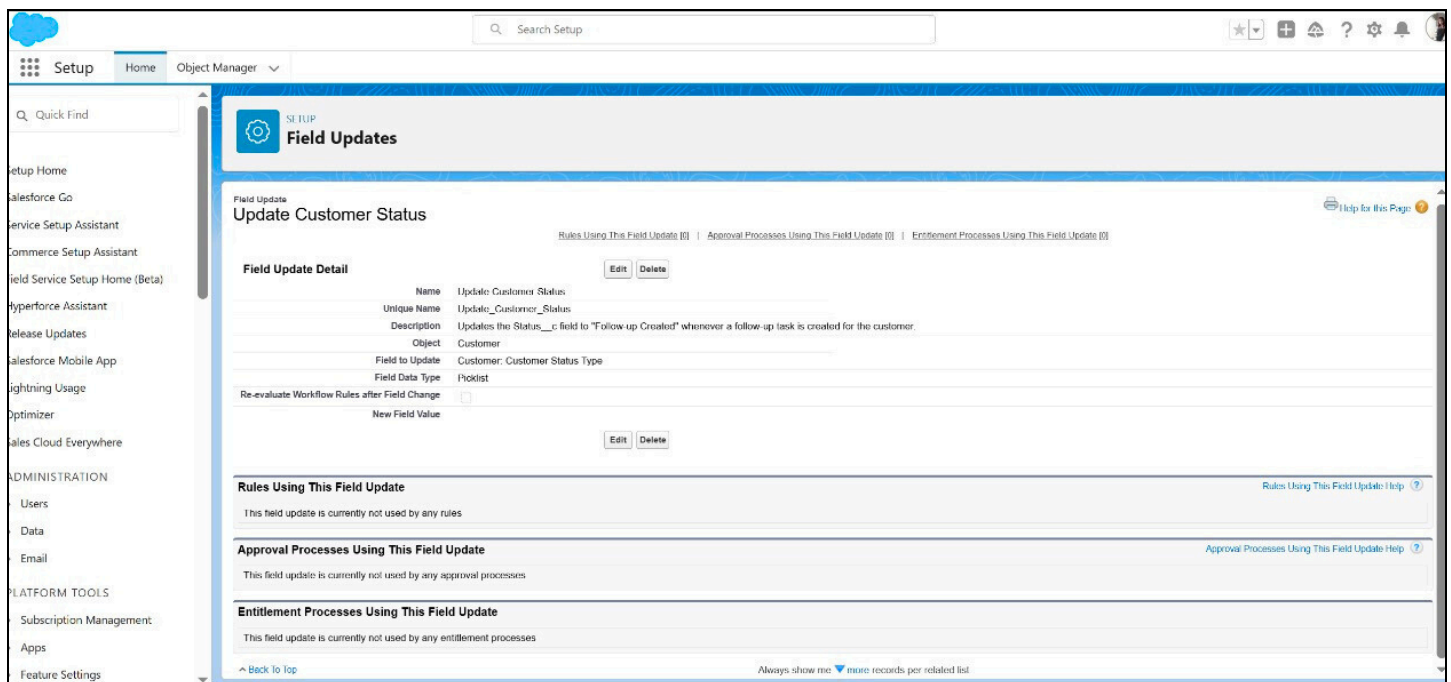 Search Setup
Setup Home Object Manager
Quick Find
SETUP
Field Updates
etup Home
alesforce Go
ervice Setup Assistant
ommerce Setup Assistant
ield Service Setup Home (Beta)
yperforce Assistant
elease Updates
alesforce Mobile App
ightning Usage
ptimizer
ales Cloud Everywhere
ADMINISTRATION
Users
Data
Email
PLATFORM TOOLS
Subscription Management
Apps
Feature Settings
Field Update
Update Customer Status
Help for this Page
Rules Using This Field Update [0] | Approval Processes Using This Field Update [0] | Entitlement Processes Using This Field Update [0]
Field Update Detail Edit Delete
Name Update Customer Status
Unique Name Update_Customer_Status
Description Updates the Status__c field to "Follow-up Created" whenever a follow-up task is created for the customer.
Object Customer
Field to Update Customer: Customer Status Type
Field Data Type Picklist
Re-evaluate Workflow Rules after Field Change
New Field Value
Edit Delete
Rules Using This Field Update Rules Using This Field Update Help ?
This field update is currently not used by any rules
Approval Processes Using This Field Update Approval Processes Using This Field Update Help ?
This field update is currently not used by any approval processes
Entitlement Processes Using This Field Update
This field update is currently not used by any entitlement processes
Back To Top Always show me more records per related list